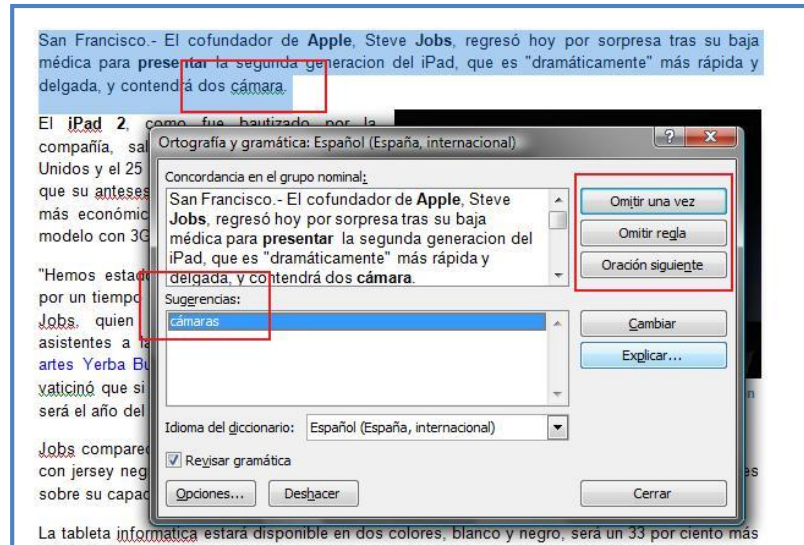 San Francisco.- El cofundador de Apple, Steve Jobs, regresó hoy por sorpresa tras su baja
médica para presentar la segunda generacion del iPad, que es "dramáticamente" más rápida y
delgada, y contendrá dos cámara.
El iPad 2, como fue bautizado por la
compañía, sal
Unidos y el 25
que su anteses
más económic
modelo con 3G
"Hemos estad
por un tiempo
Jobs, quien
asistentes a la
artes Yerba Bu
vaticinó que si
será el año del
Jobs comparec
con jersey neg
sobre su capac
es
La tableta informatica estará disponible en dos colores, blanco y negro, será un 33 por ciento más
Ortografía y gramática: Español (España, internacional)
Concordancia en el grupo nominal:
San Francisco.- El cofundador de Apple, Steve
Jobs, regresó hoy por sorpresa tras su baja
médica para presentar la segunda generacion del
iPad, que es "dramáticamente" más rápida y
delgada, y contendrá dos cámara.
Omitir una vez
Omitir regla
Oración siguiente
Sugerencias:
cámaras
Cambiar
Explicar...
Idioma del diccionario: Español (España, internacional)
Revisar gramática
Opciones... Deshacer Cerrar